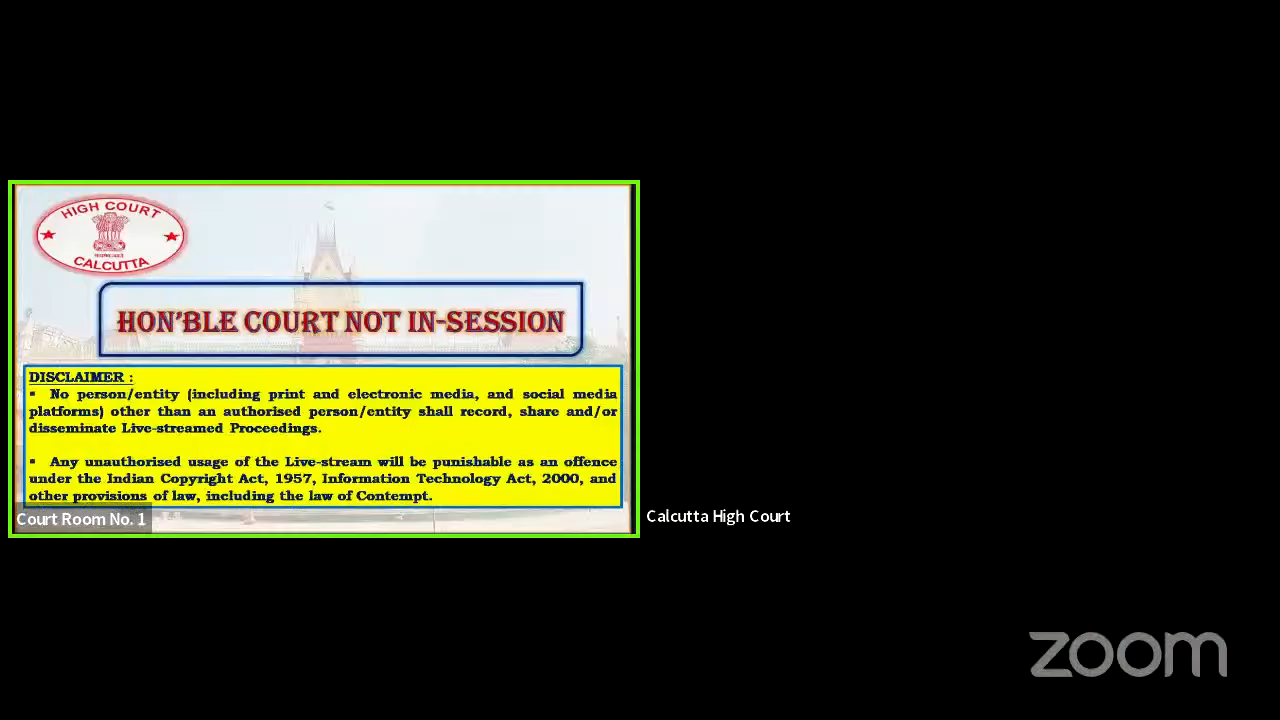 HIGH COURT
CALCUTTA
HON'BLE COURT NOT IN-SESSION
DISCLAIMER :
▪ No person/entity (including print and electronic media, and social media
platforms) other than an authorised person/entity shall record, share and/or
disseminate Live-streamed Proceedings.
▪ Any unauthorised usage of the Live-stream will be punishable as an offence
under the Indian Copyright Act, 1957, Information Technology Act, 2000, and
other provisions of law, including the law of Contempt.
Court Room No. 1
Calcutta High Court
zoom